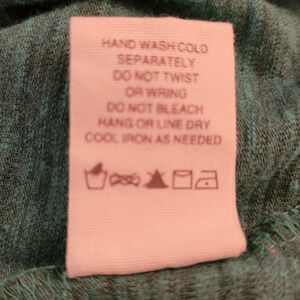 HAND WASH COLD
SEPARATELY
DO NOT TWIST
OR WRING
DO NOT BLEACH
HANG OR LINE DRY
COOL IRON AS NEEDED